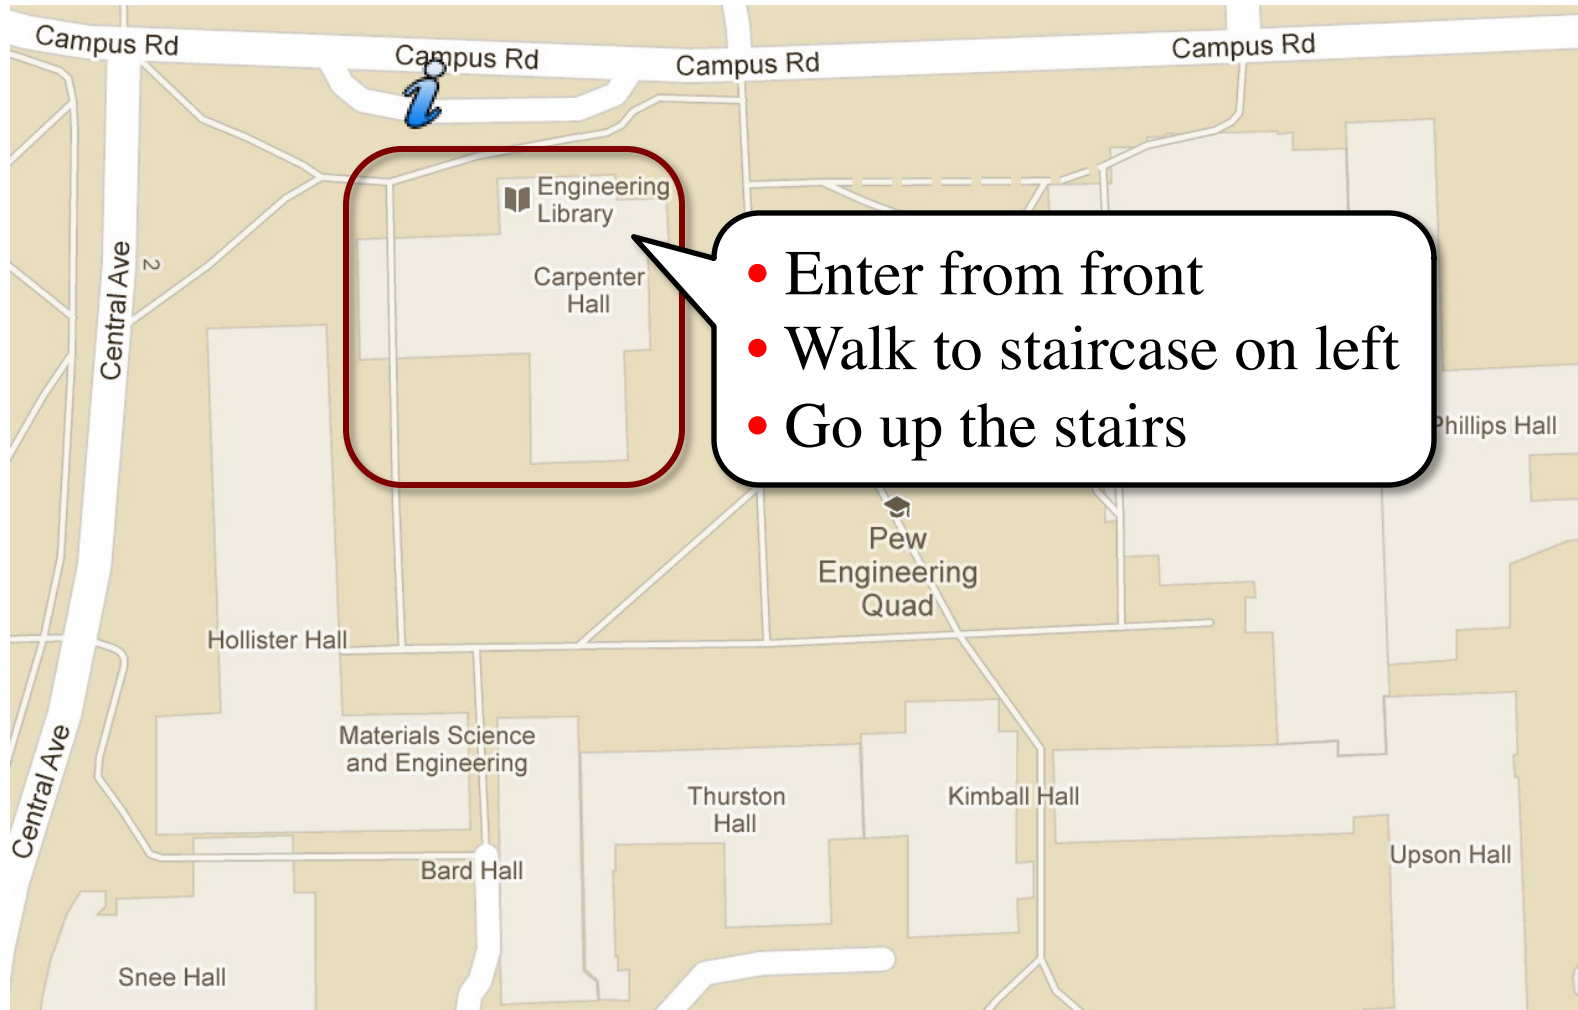 Campus Rd
Campus Rd
Campus Rd
Campus Rd
Engineering
Library
Central Ave
2
Carpenter
Hall
• Enter from front
• Walk to staircase on left
• Go up the stairs
Phillips Hall
Pew
Engineering
Quad
Hollister Hall
Materials Science
and Engineering
Central Ave
Thurston
Hall
Kimball Hall
Upson Hall
Bard Hall
Snee Hall